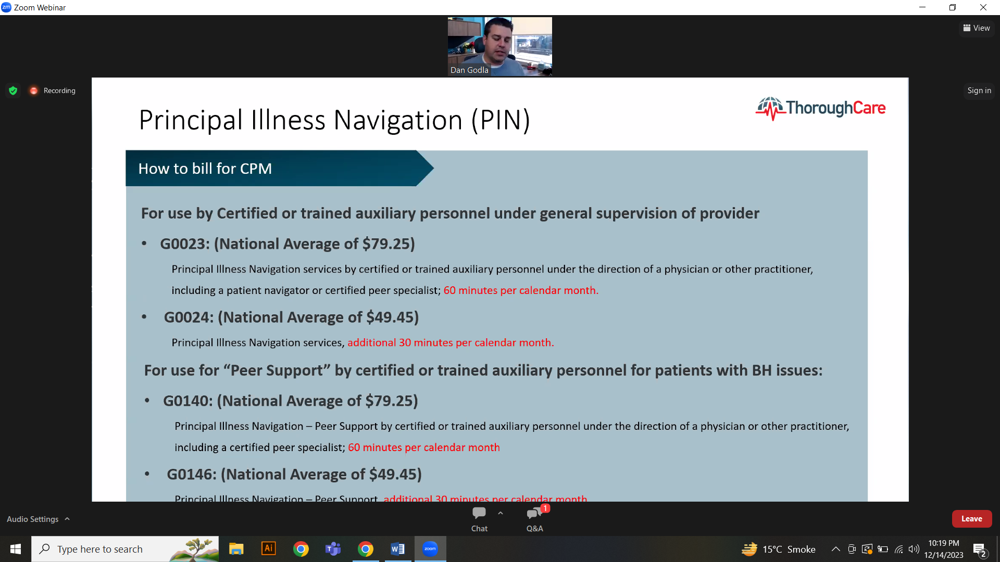 Zoom Webinar
View
Dan Godla
Recording
Sign in
ThoroughCare
Principal Illness Navigation (PIN)
How to bill for CPM
For use by Certified or trained auxiliary personnel under general supervision of provider
• G0023: (National Average of $79.25)
Principal Illness Navigation services by certified or trained auxiliary personnel under the direction of a physician or other practitioner,
including a patient navigator or certified peer specialist; 60 minutes per calendar month.
• G0024: (National Average of $49.45)
Principal Illness Navigation services, additional 30 minutes per calendar month.
For use for “Peer Support” by certified or trained auxiliary personnel for patients with BH issues:
• G0140: (National Average of $79.25)
Principal Illness Navigation – Peer Support by certified or trained auxiliary personnel under the direction of a physician or other practitioner,
including a certified peer specialist; 60 minutes per calendar month
• G0146: (National Average of $49.45)
Principal Illness Navigation – Peer Support, additional 30 minutes per calendar month
Audio Settings
Chat
1
Q&A
Leave
Type here to search
Ai
zoom
15°C Smoke
10:19 PM
12/14/2023
2